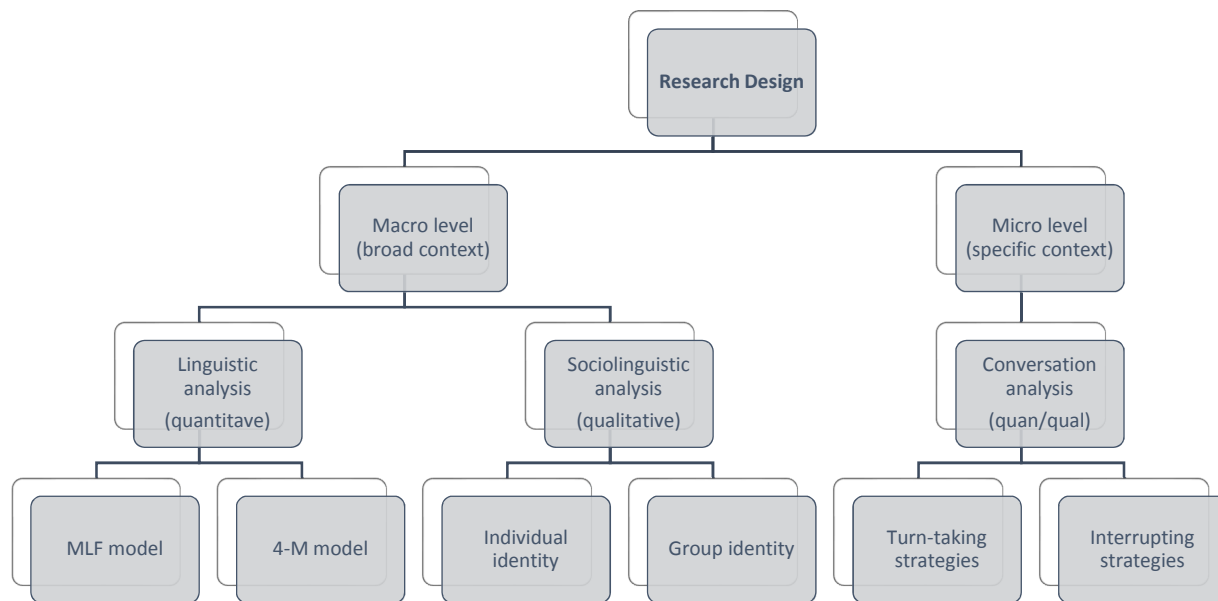 Research Design
Macro level
(broad context)
Micro level
(specific context)
Linguistic
analysis
(quantitave)
Sociolinguistic
analysis
(qualitative)
Conversation
analysis
(quan/qual)
MLF model
4-M model
Individual
identity
Group identity
Turn-taking
strategies
Interrupting
strategies